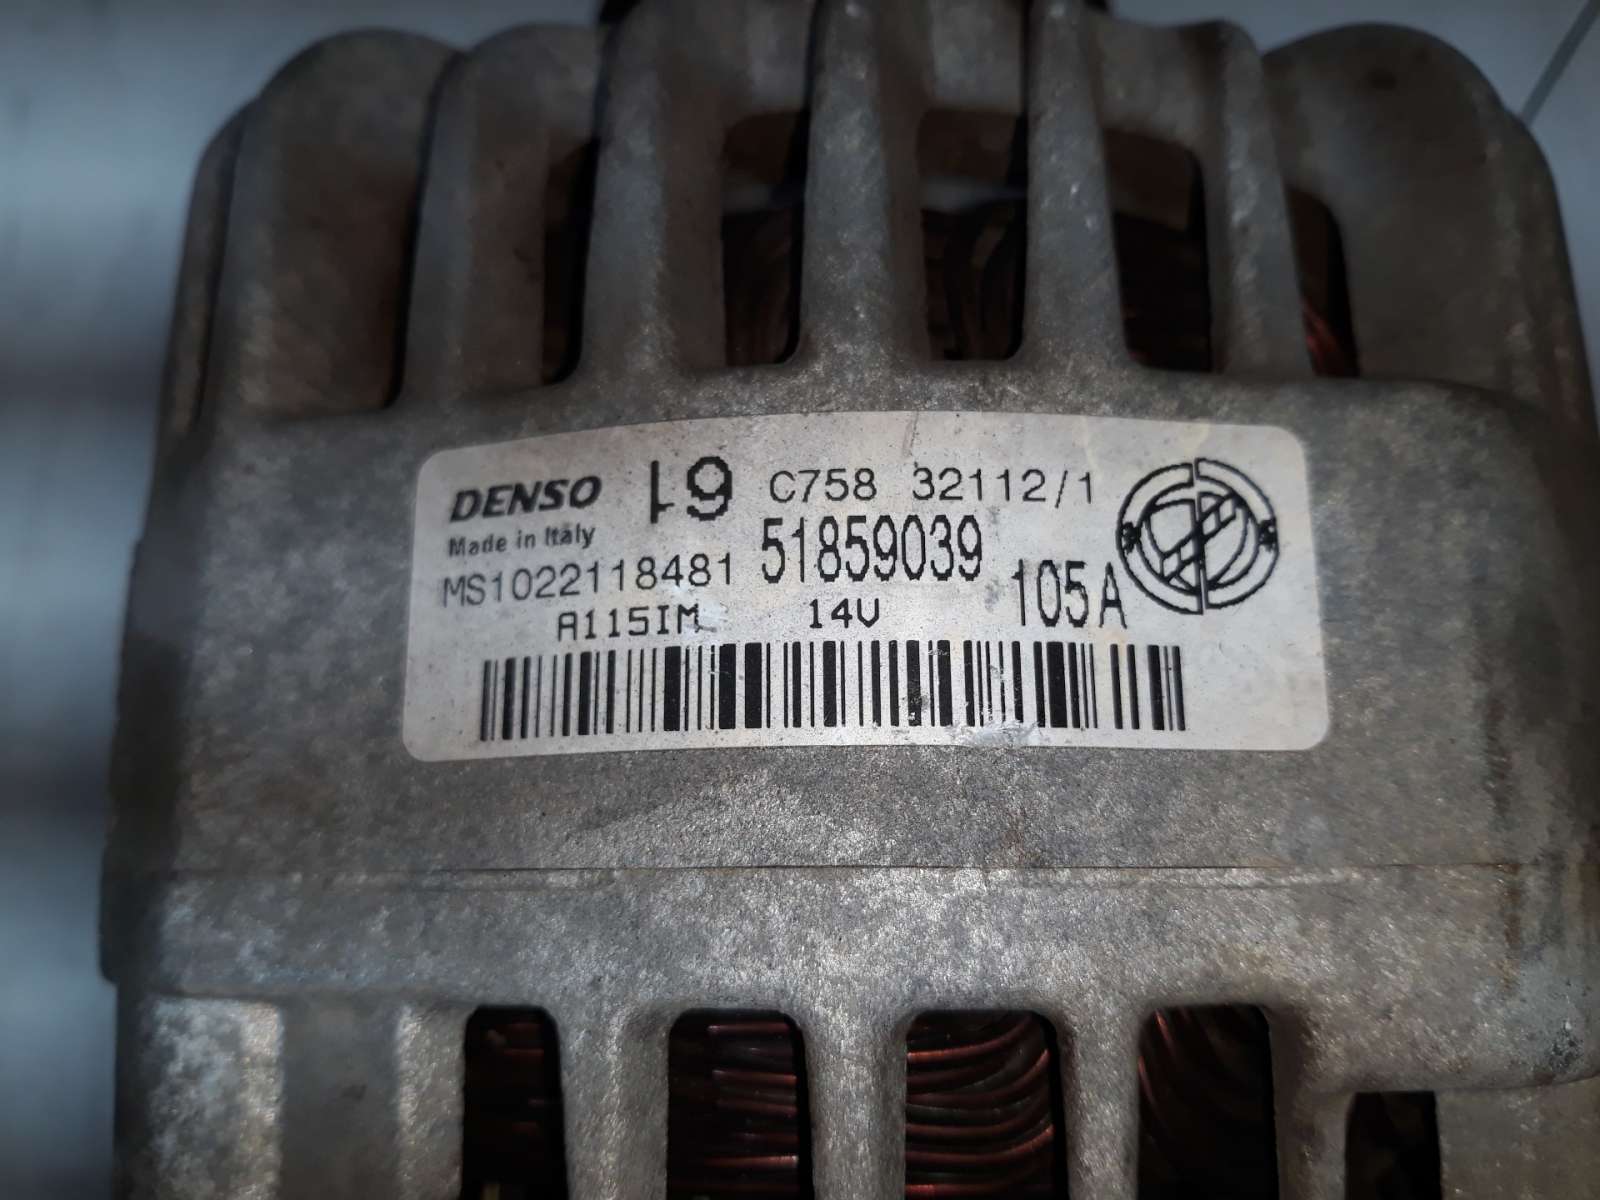 DENSO 19 C758 32112/1
Made in Italy
MS1022118481 51859039 105A
A115IM 14V